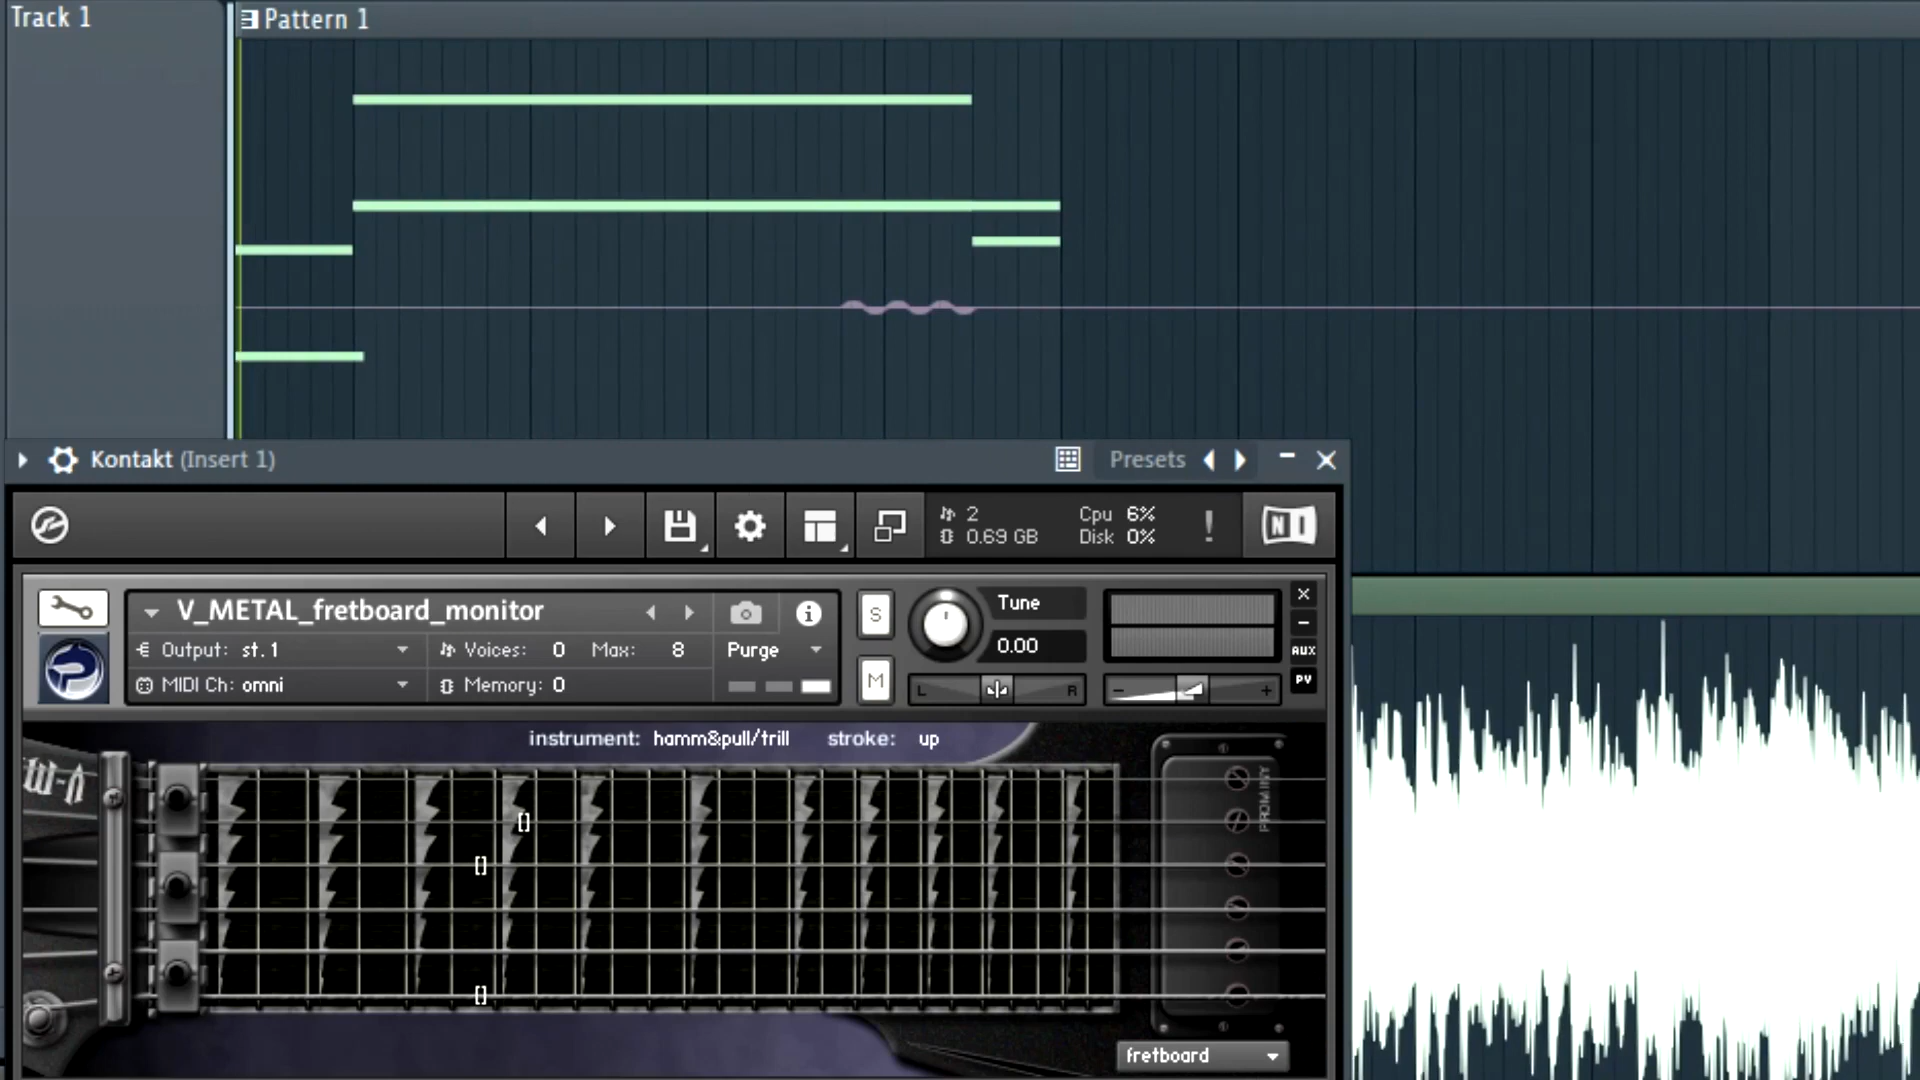 Track 1
Pattern 1
Kontakt (Insert 1)
Presets
2
0.69 GB
Cpu 6%
Disk 0%
!
NI
V_METAL_fretboard_monitor
Output: st.1
Voices: 0 Max: 8
Purge
MIDI Ch: omni
Memory: 0
S
M
Tune
0.00
L
R
AUX
PV
instrument: hamm&pull/trill stroke: up
PROMINY
[]
[]
[]
fretboard